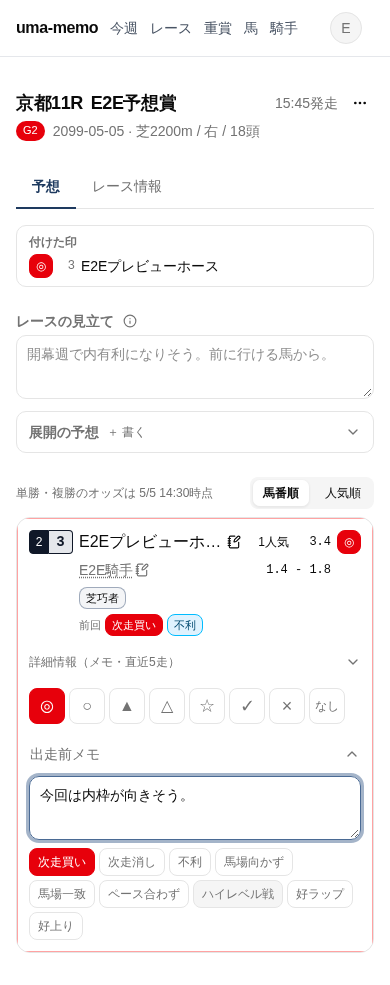 uma-memo 今週 レース 重賞 馬 騎手 E
京都11R E2E予想賞 15:45発走 …
G2 2099-05-05 · 芝2200m / 右 / 18頭
予想 レース情報
付けた印
◎ 3 E2Eプレビューホース
レースの見立て
開幕週で内有利になりそう。前に行ける馬から。
展開の予想 ＋ 書く
単勝・複勝のオッズは 5/5 14:30時点 馬番順 人気順
2 3 E2Eプレビューホ… 1人気 3.4 ◎
E2E騎手 1.4 - 1.8
芝巧者
前回 次走買い 不利
詳細情報（メモ・直近5走）
◎ ○ ▲ △ ☆ ✓ × なし
出走前メモ
今回は内枠が向きそう。
次走買い 次走消し 不利 馬場向かず
馬場一致 ペース合わず ハイレベル戦 好ラップ
好上り